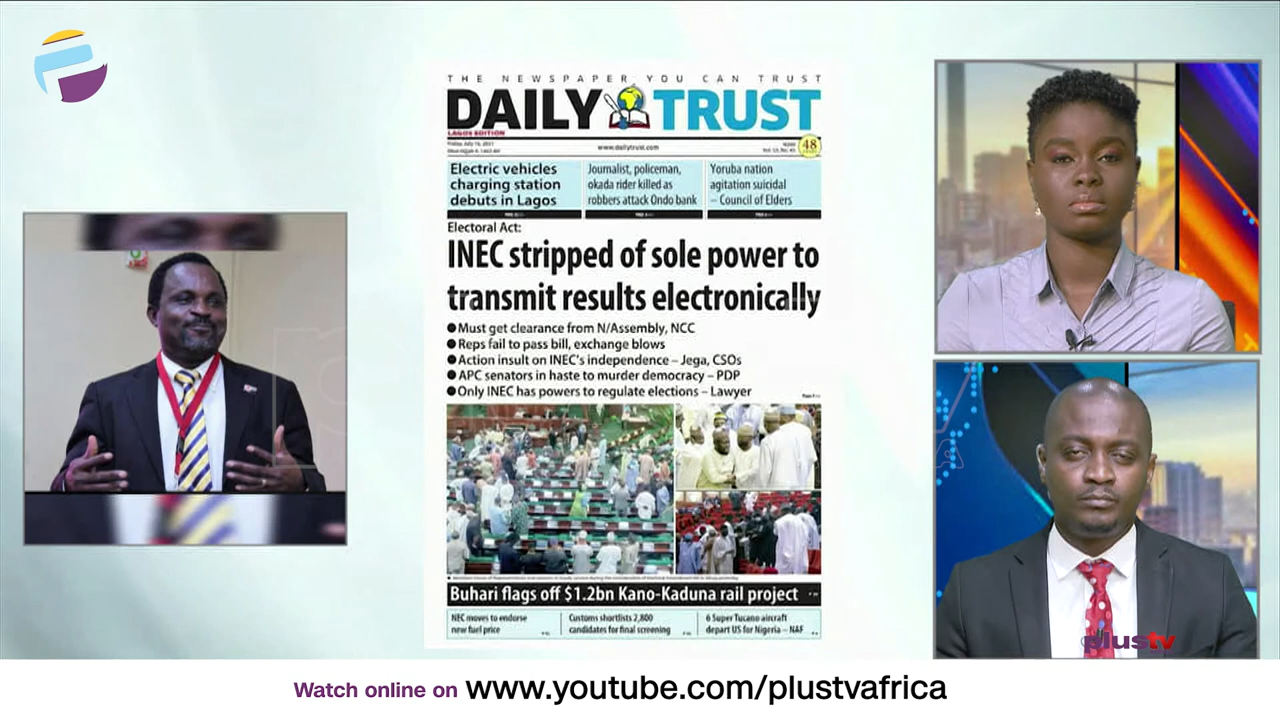 THE NEWSPAPER YOU CAN TRUST
DAILY TRUST
LAGOS EDITION
Friday, July 16, 2021
www.dailytrust.com
48
Electric vehicles
charging station
debuts in Lagos
Journalist, policeman,
okada rider killed as
robbers attack Ondo bank
Yoruba nation
agitation suicidal
– Council of Elders
Electoral Act:
INEC stripped of sole power to
transmit results electronically
●Must get clearance from N/Assembly, NCC
●Reps fail to pass bill, exchange blows
●Action insult on INEC's independence – Jega, CSOs
●APC senators in haste to murder democracy – PDP
●Only INEC has powers to regulate elections – Lawyer
Buhari flags off $1.2bn Kano-Kaduna rail project
NEC moves to endorse
new fuel price
Customs shortlists 2,800
candidates for final screening
6 Super Tucano aircraft
depart US for Nigeria – NAF
plustv
Watch online on www.youtube.com/plustvafrica